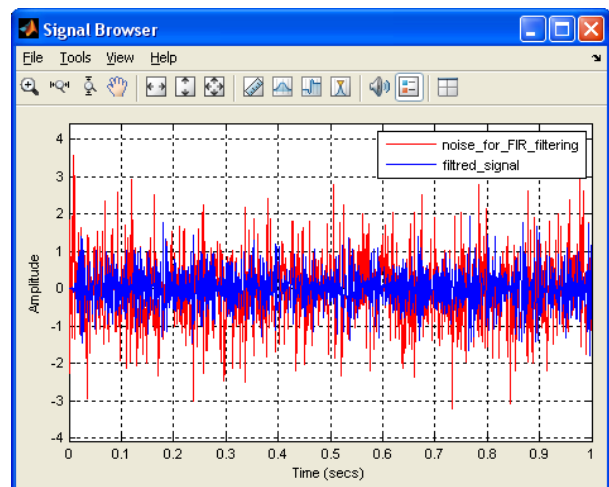 Signal Browser
File Tools View Help
noise_for_FIR_filtering
filtred_signal
Amplitude
4
3
2
1
0
-1
-2
-3
-4
0 0.1 0.2 0.3 0.4 0.5 0.6 0.7 0.8 0.9 1
Time (secs)